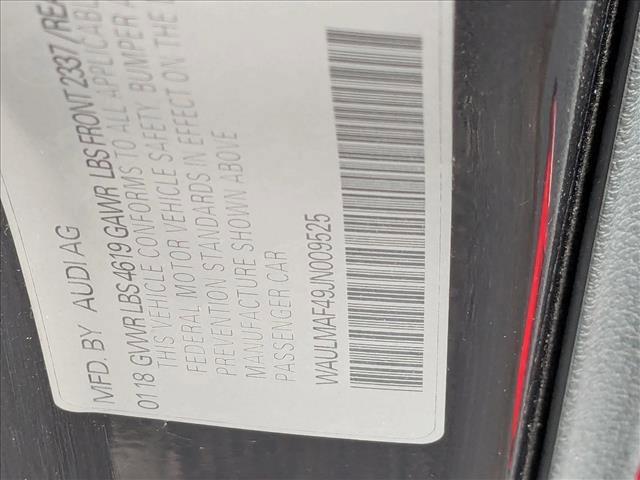 MFD. BY AUDI AG
01 18 GVWR LBS 4619 GAWR LBS FRONT 2337 / REA
THIS VEHICLE CONFORMS TO ALL APPLICABLE
FEDERAL MOTOR VEHICLE SAFETY, BUMPER A
PREVENTION STANDARDS IN EFFECT ON THE D
MANUFACTURE SHOWN ABOVE
PASSENGER CAR
WAULMAF49JN009525